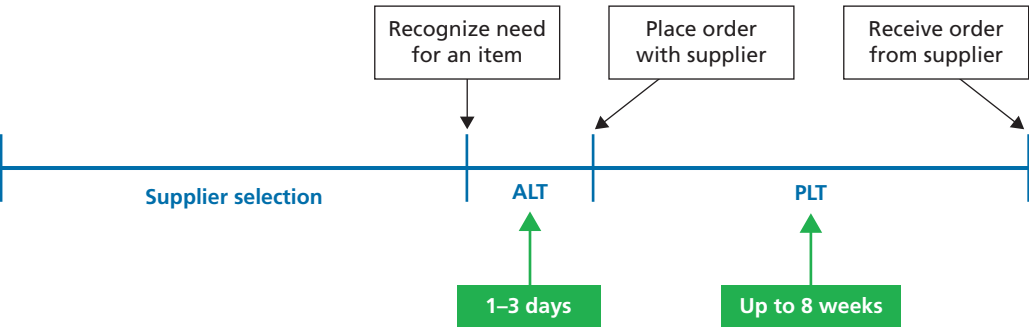 Recognize need
for an item
Place order
with supplier
Receive order
from supplier
Supplier selection
ALT
PLT
1–3 days
Up to 8 weeks